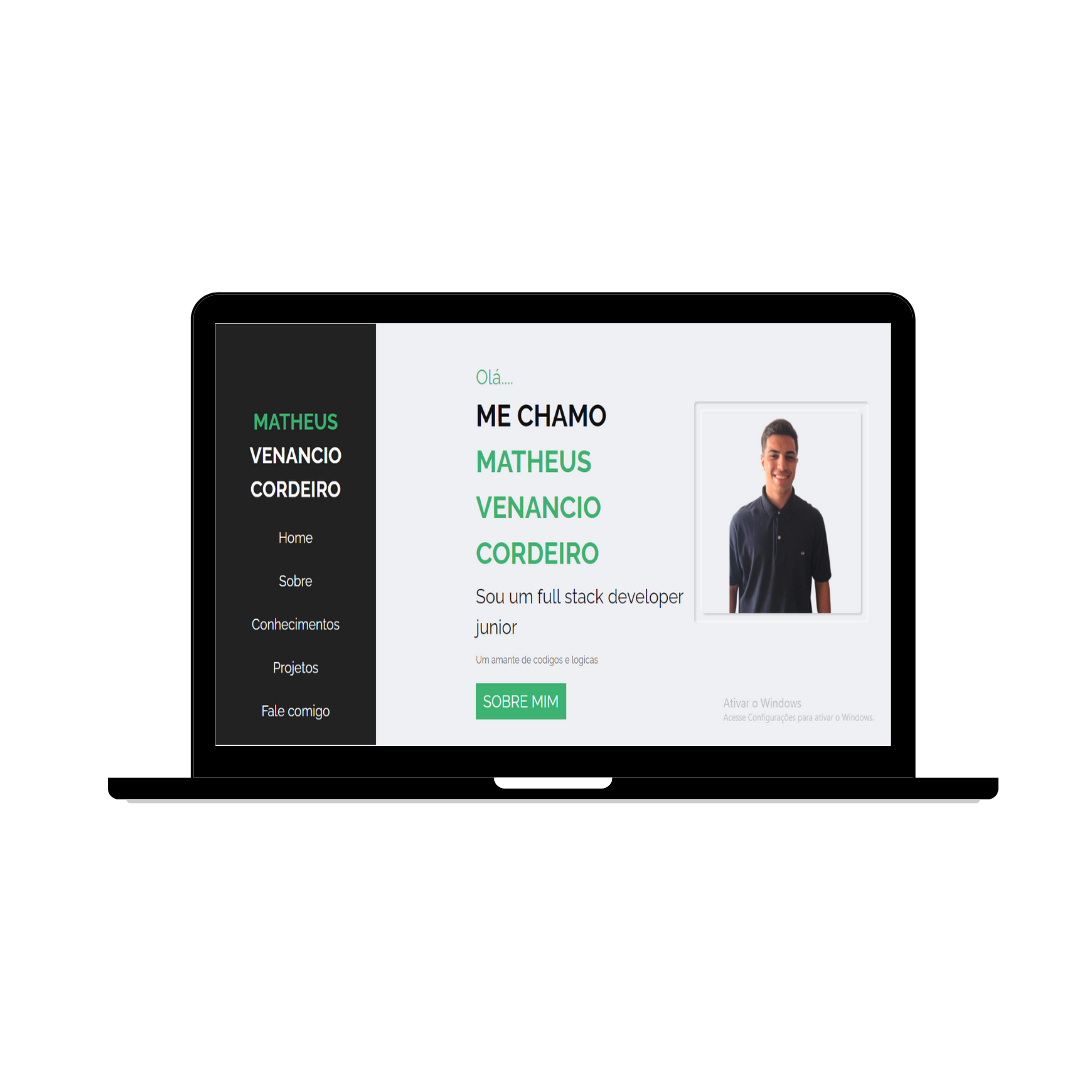 MATHEUS
VENANCIO
CORDEIRO
Home
Sobre
Conhecimentos
Projetos
Fale comigo
Olá....
ME CHAMO
MATHEUS
VENANCIO
CORDEIRO
Sou um full stack developer
junior
Um amante de codigos e logicas
SOBRE MIM
Ativar o Windows
Acesse Configurações para ativar o Windows.